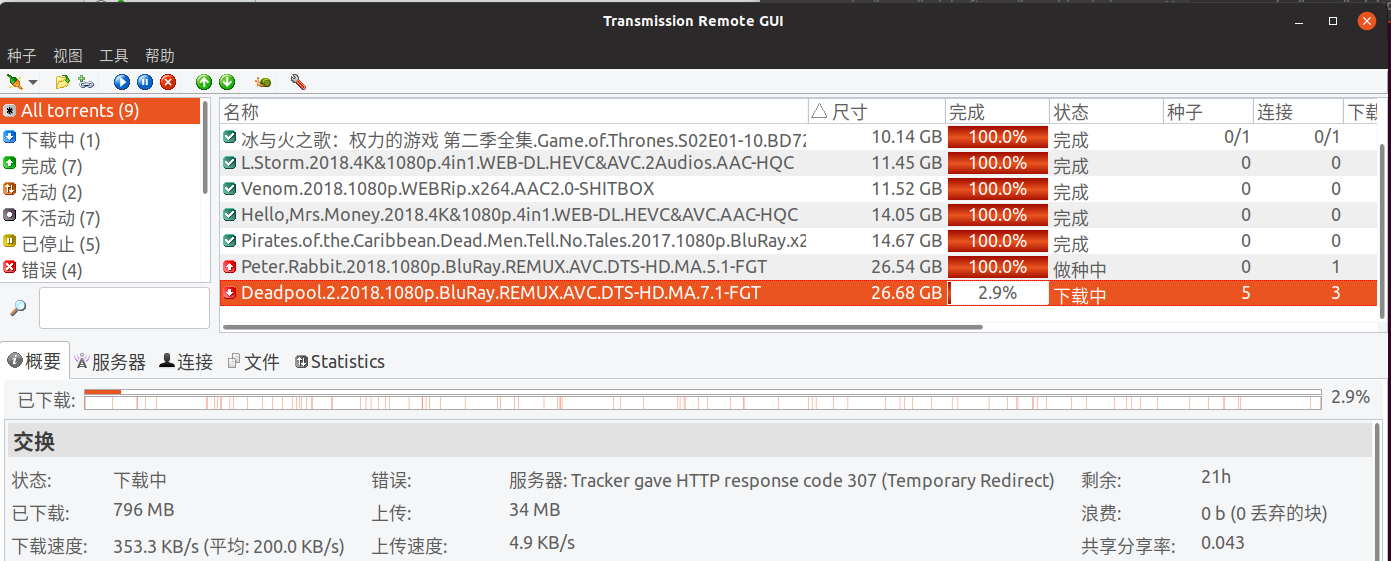 Transmission Remote GUI
种子 视图 工具 帮助
All torrents (9)
下载中 (1)
完成 (7)
活动 (2)
不活动 (7)
已停止 (5)
错误 (4)
名称 尺寸 完成 状态 种子 连接 下载
冰与火之歌：权力的游戏 第二季全集.Game.of.Thrones.S02E01-10.BD72 10.14 GB 100.0% 完成 0/1 0/1
L.Storm.2018.4K&1080p.4in1.WEB-DL.HEVC&AVC.2Audios.AAC-HQC 11.45 GB 100.0% 完成 0 0
Venom.2018.1080p.WEBRip.x264.AAC2.0-SHITBOX 11.52 GB 100.0% 完成 0 0
Hello,Mrs.Money.2018.4K&1080p.4in1.WEB-DL.HEVC&AVC.AAC-HQC 14.05 GB 100.0% 完成 0 0
Pirates.of.the.Caribbean.Dead.Men.Tell.No.Tales.2017.1080p.BluRay.x2 14.67 GB 100.0% 完成 0 0
Peter.Rabbit.2018.1080p.BluRay.REMUX.AVC.DTS-HD.MA.5.1-FGT 26.54 GB 100.0% 做种中 0 1
Deadpool.2.2018.1080p.BluRay.REMUX.AVC.DTS-HD.MA.7.1-FGT 26.68 GB 2.9% 下载中 5 3
概要 服务器 连接 文件 Statistics
已下载: 2.9%
交换
状态: 下载中 错误: 服务器: Tracker gave HTTP response code 307 (Temporary Redirect) 剩余: 21h
已下载: 796 MB 上传: 34 MB 浪费: 0 b (0 丢弃的块)
下载速度: 353.3 KB/s (平均: 200.0 KB/s) 上传速度: 4.9 KB/s 共享分享率: 0.043